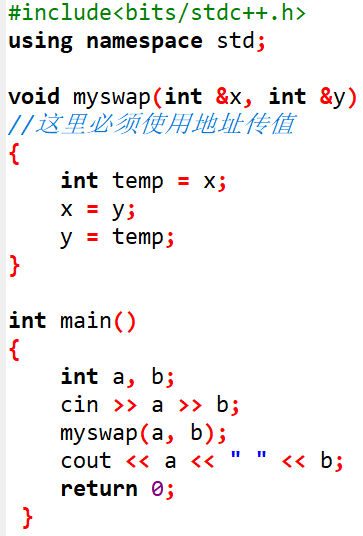 #include<bits/stdc++.h>
using namespace std;

void myswap(int &x, int &y)
//这里必须使用地址传值
{
    int temp = x;
    x = y;
    y = temp;
}

int main()
{
    int a, b;
    cin >> a >> b;
    myswap(a, b);
    cout << a << " " << b;
    return 0;
 }